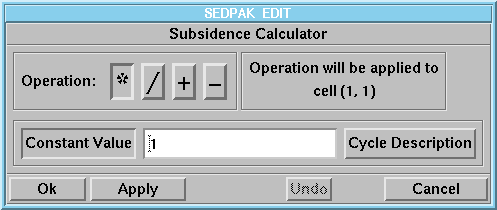 SEDPAK EDIT
Subsidence Calculator
Operation: * / + −
Operation will be applied to
cell (1, 1)
Constant Value 1 Cycle Description
Ok Apply Undo Cancel